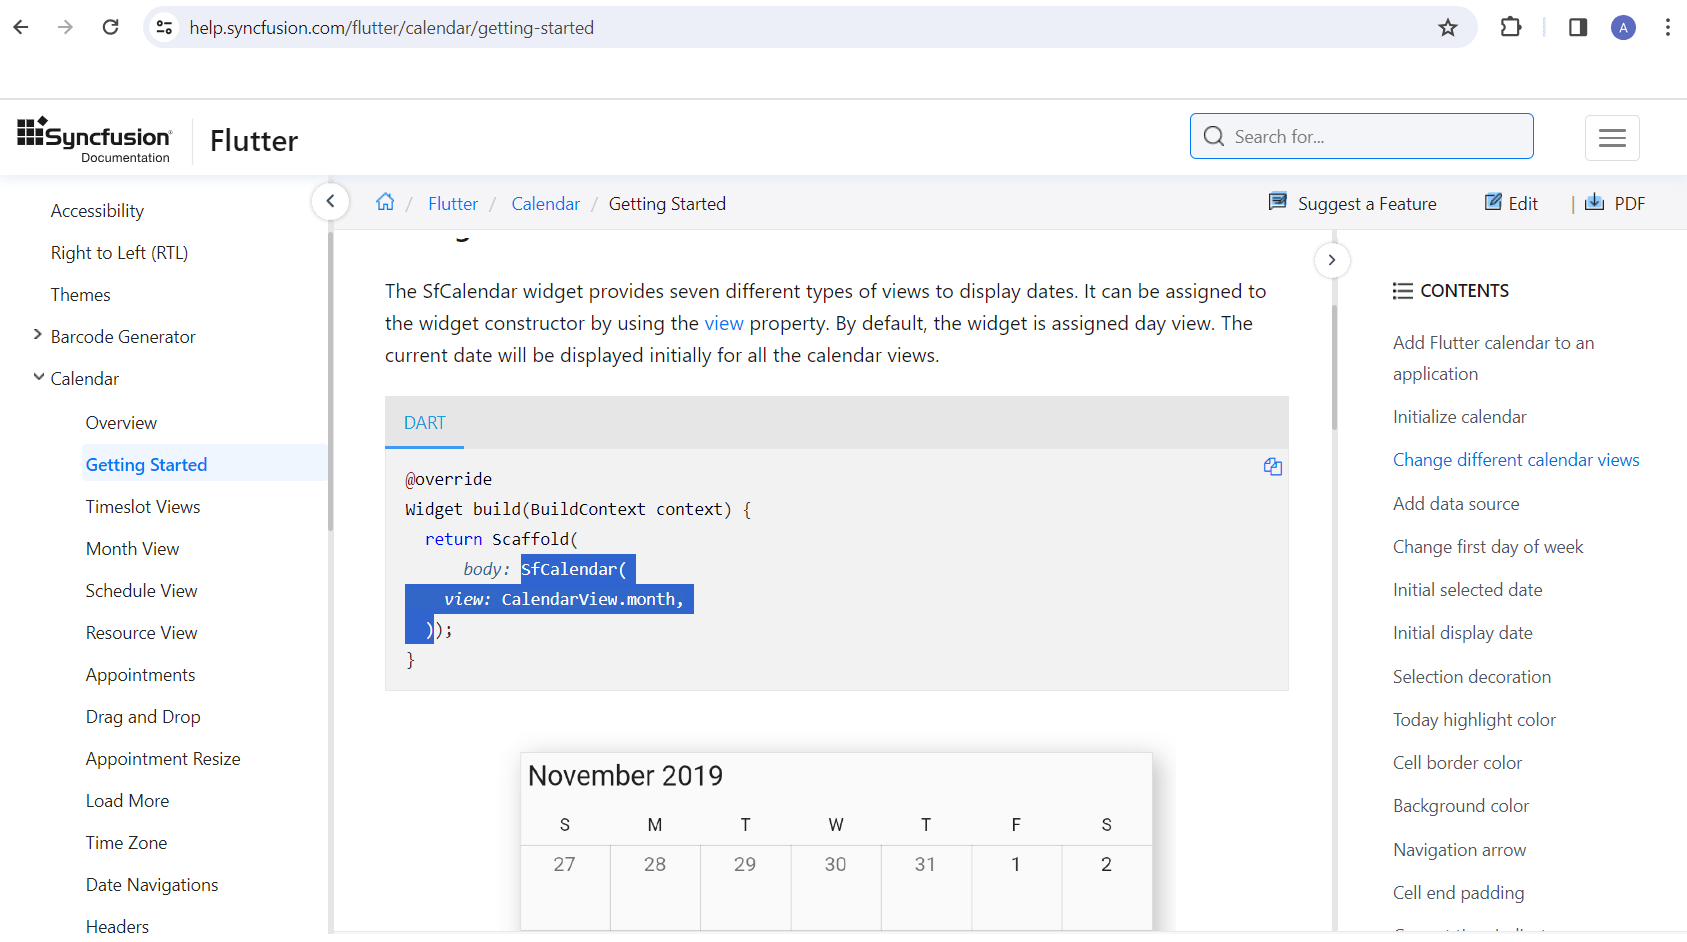 help.syncfusion.com/flutter/calendar/getting-started
A
Syncfusion
Documentation
Flutter
Search for...
Accessibility
Right to Left (RTL)
Themes
Barcode Generator
Calendar
Overview
Getting Started
Timeslot Views
Month View
Schedule View
Resource View
Appointments
Drag and Drop
Appointment Resize
Load More
Time Zone
Date Navigations
Headers
/ Flutter / Calendar / Getting Started
Suggest a Feature
Edit
| PDF
The SfCalendar widget provides seven different types of views to display dates. It can be assigned to
the widget constructor by using the view property. By default, the widget is assigned day view. The
current date will be displayed initially for all the calendar views.
DART
@override
Widget build(BuildContext context) {
return Scaffold(
body: SfCalendar(
view: CalendarView.month,
));
}
November 2019
S M T W T F S
27 28 29 30 31 1 2
CONTENTS
Add Flutter calendar to an
application
Initialize calendar
Change different calendar views
Add data source
Change first day of week
Initial selected date
Initial display date
Selection decoration
Today highlight color
Cell border color
Background color
Navigation arrow
Cell end padding